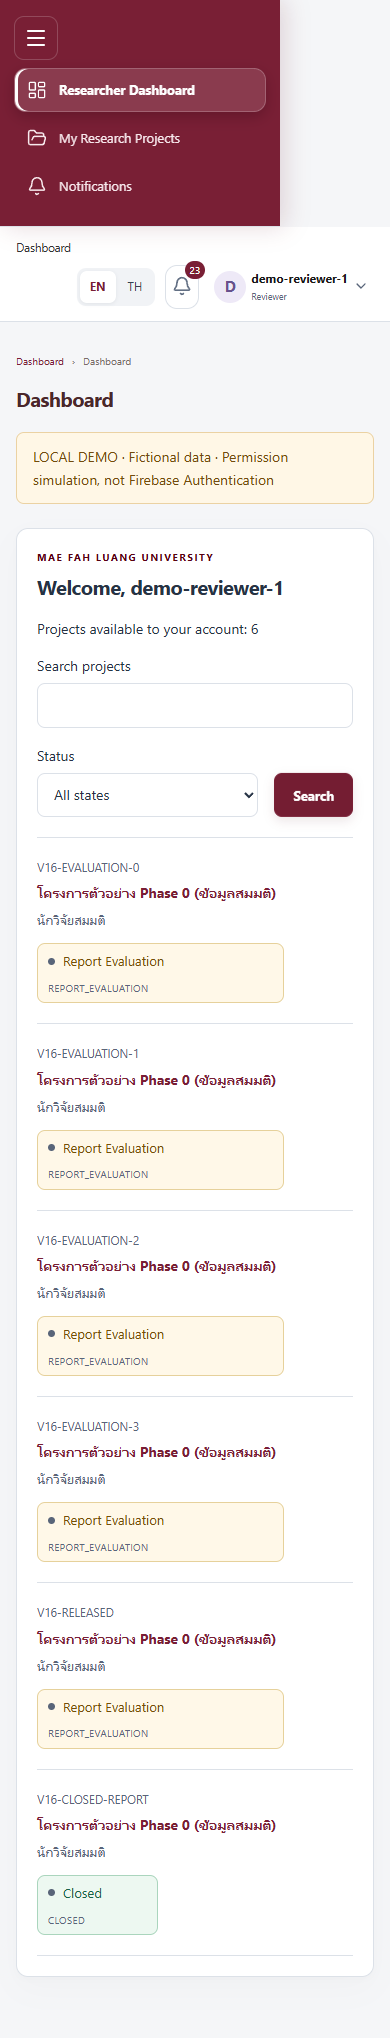 Researcher Dashboard
My Research Projects
Notifications
Dashboard
EN TH 23 D demo-reviewer-1
Reviewer
Dashboard › Dashboard
Dashboard
LOCAL DEMO · Fictional data · Permission
simulation, not Firebase Authentication
MAE FAH LUANG UNIVERSITY
Welcome, demo-reviewer-1
Projects available to your account: 6
Search projects
Status
All states Search
V16-EVALUATION-0
โครงการตัวอย่าง Phase 0 (ข้อมูลสมมติ)
นักวิจัยสมมติ
Report Evaluation
REPORT_EVALUATION
V16-EVALUATION-1
โครงการตัวอย่าง Phase 0 (ข้อมูลสมมติ)
นักวิจัยสมมติ
Report Evaluation
REPORT_EVALUATION
V16-EVALUATION-2
โครงการตัวอย่าง Phase 0 (ข้อมูลสมมติ)
นักวิจัยสมมติ
Report Evaluation
REPORT_EVALUATION
V16-EVALUATION-3
โครงการตัวอย่าง Phase 0 (ข้อมูลสมมติ)
นักวิจัยสมมติ
Report Evaluation
REPORT_EVALUATION
V16-RELEASED
โครงการตัวอย่าง Phase 0 (ข้อมูลสมมติ)
นักวิจัยสมมติ
Report Evaluation
REPORT_EVALUATION
V16-CLOSED-REPORT
โครงการตัวอย่าง Phase 0 (ข้อมูลสมมติ)
นักวิจัยสมมติ
Closed
CLOSED